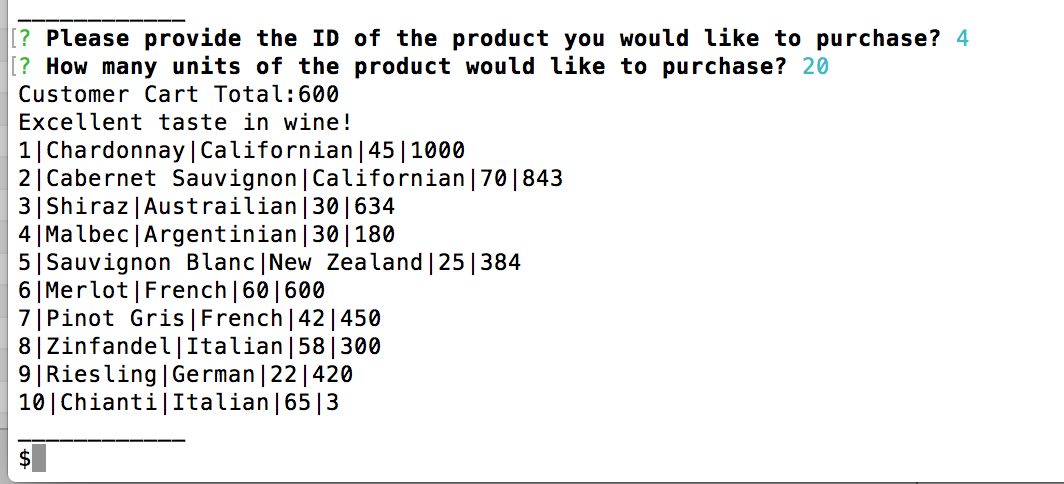 ____________
[? Please provide the ID of the product you would like to purchase? 4
[? How many units of the product would like to purchase? 20
Customer Cart Total:600
Excellent taste in wine!
1|Chardonnay|Californian|45|1000
2|Cabernet Sauvignon|Californian|70|843
3|Shiraz|Austrailian|30|634
4|Malbec|Argentinian|30|180
5|Sauvignon Blanc|New Zealand|25|384
6|Merlot|French|60|600
7|Pinot Gris|French|42|450
8|Zinfandel|Italian|58|300
9|Riesling|German|22|420
10|Chianti|Italian|65|3
____________
$